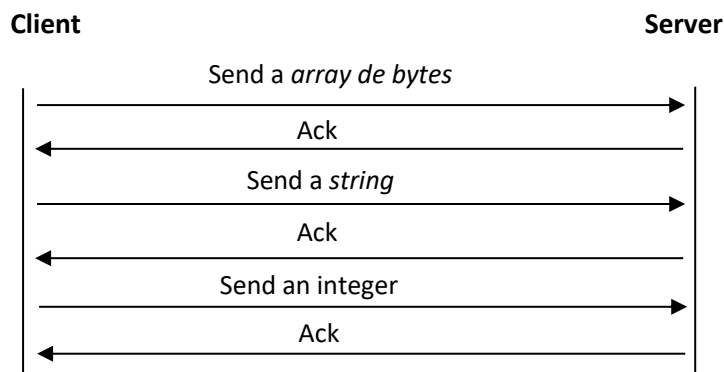 Client Server
Send a array de bytes
Ack
Send a string
Ack
Send an integer
Ack